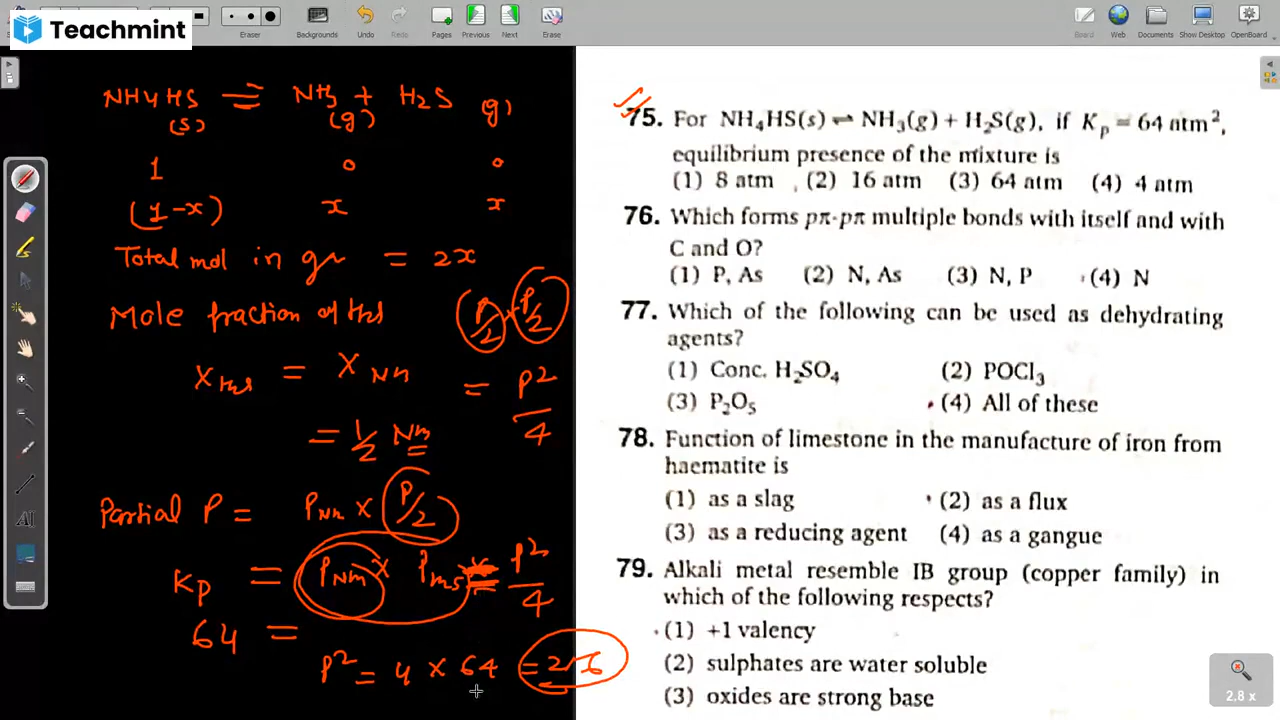 Teachmint
Eraser
Backgrounds
Undo
Redo
Pages
Previous
Next
Erase
Board
Web
Documents
Show Desktop
OpenBoard
NH4HS ⇌ NH3 + H2S (g)
(s) (g)
1 0 0
(1-x) x x
Total mol in gr = 2x
Mole fraction of H2S
P/2 × P/2
X H2S = X NH3
= P²/4
= 1/2 NH3
Partial P = PNH3 × P/2
Kp = PNH3 × PH2S = P²/4
64 =
P² = 4 × 64 = 256
75. For NH₄HS(s) ⇌ NH₃(g) + H₂S(g), if Kₚ = 64 atm²,
equilibrium presence of the mixture is
(1) 8 atm (2) 16 atm (3) 64 atm (4) 4 atm
76. Which forms pπ-pπ multiple bonds with itself and with
C and O?
(1) P, As (2) N, As (3) N, P (4) N
77. Which of the following can be used as dehydrating
agents?
(1) Conc. H₂SO₄ (2) POCl₃
(3) P₂O₅ (4) All of these
78. Function of limestone in the manufacture of iron from
haematite is
(1) as a slag (2) as a flux
(3) as a reducing agent (4) as a gangue
79. Alkali metal resemble IB group (copper family) in
which of the following respects?
(1) +1 valency
(2) sulphates are water soluble
(3) oxides are strong base
2.8 x